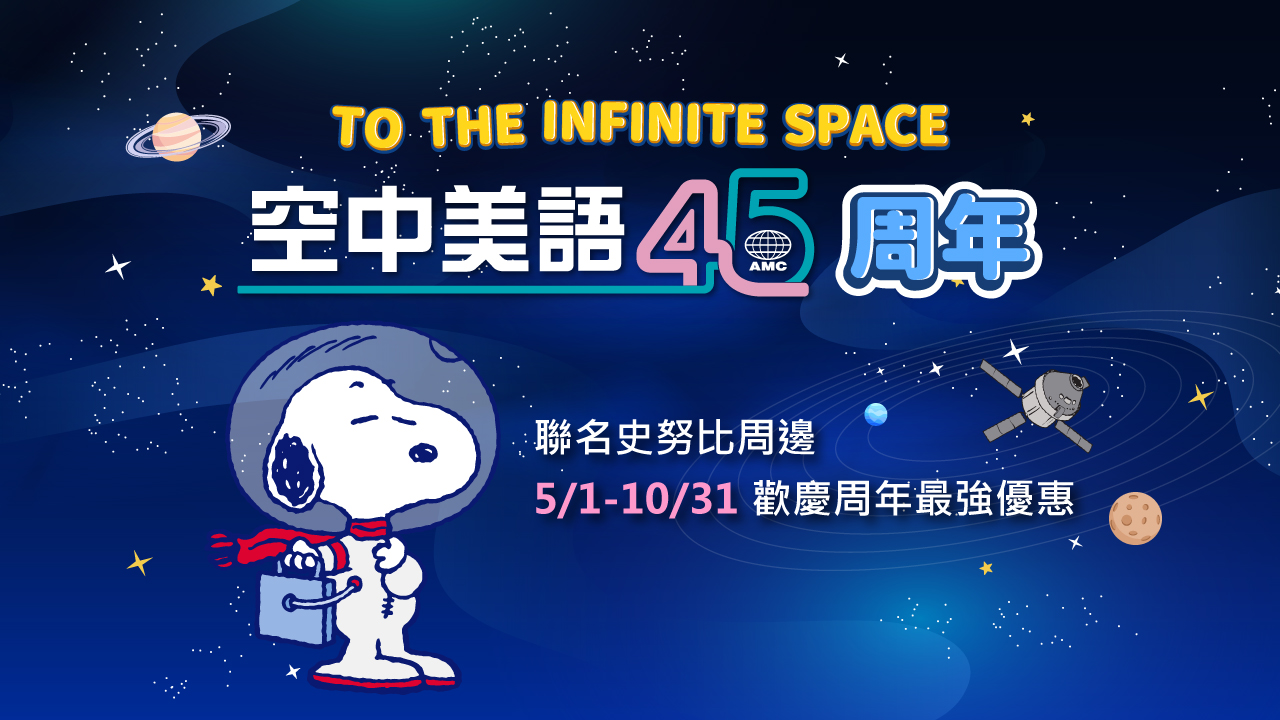 TO THE INFINITE SPACE
空中美語45周年
AMC
聯名史努比周邊
5/1-10/31 歡慶周年最強優惠